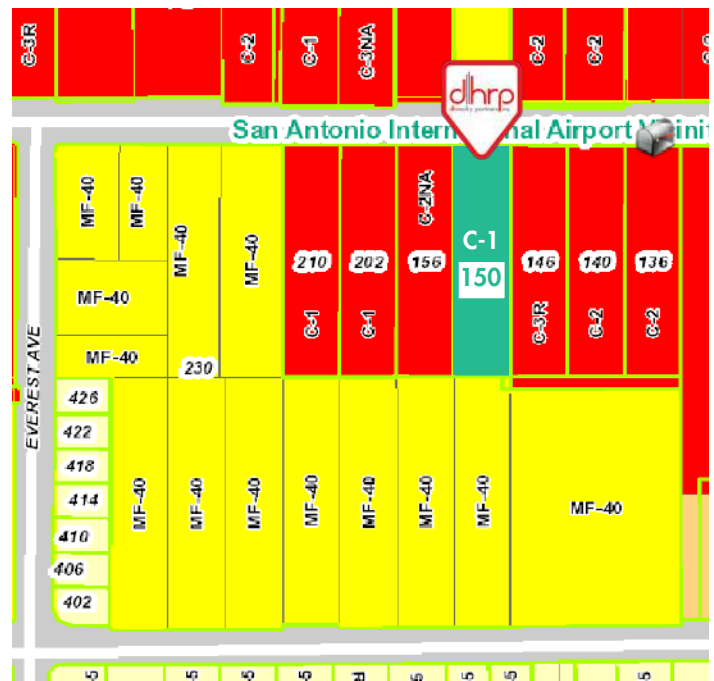 C-3R
C-2
C-1
C-3NA
C-2
C-2
dhrp
San Antonio Intern nal Airport Vicinit
MF-40
MF-40
MF-40
MF-40
C-2NA
C-1
150
210
202
156
146
140
136
C-1
C-1
C-3R
C-2
C-2
MF-40
MF-40
230
EVEREST AVE
426
422
418
414
410
406
402
MF-40
MF-40
MF-40
MF-40
MF-40
MF-40
MF-40
MF-40